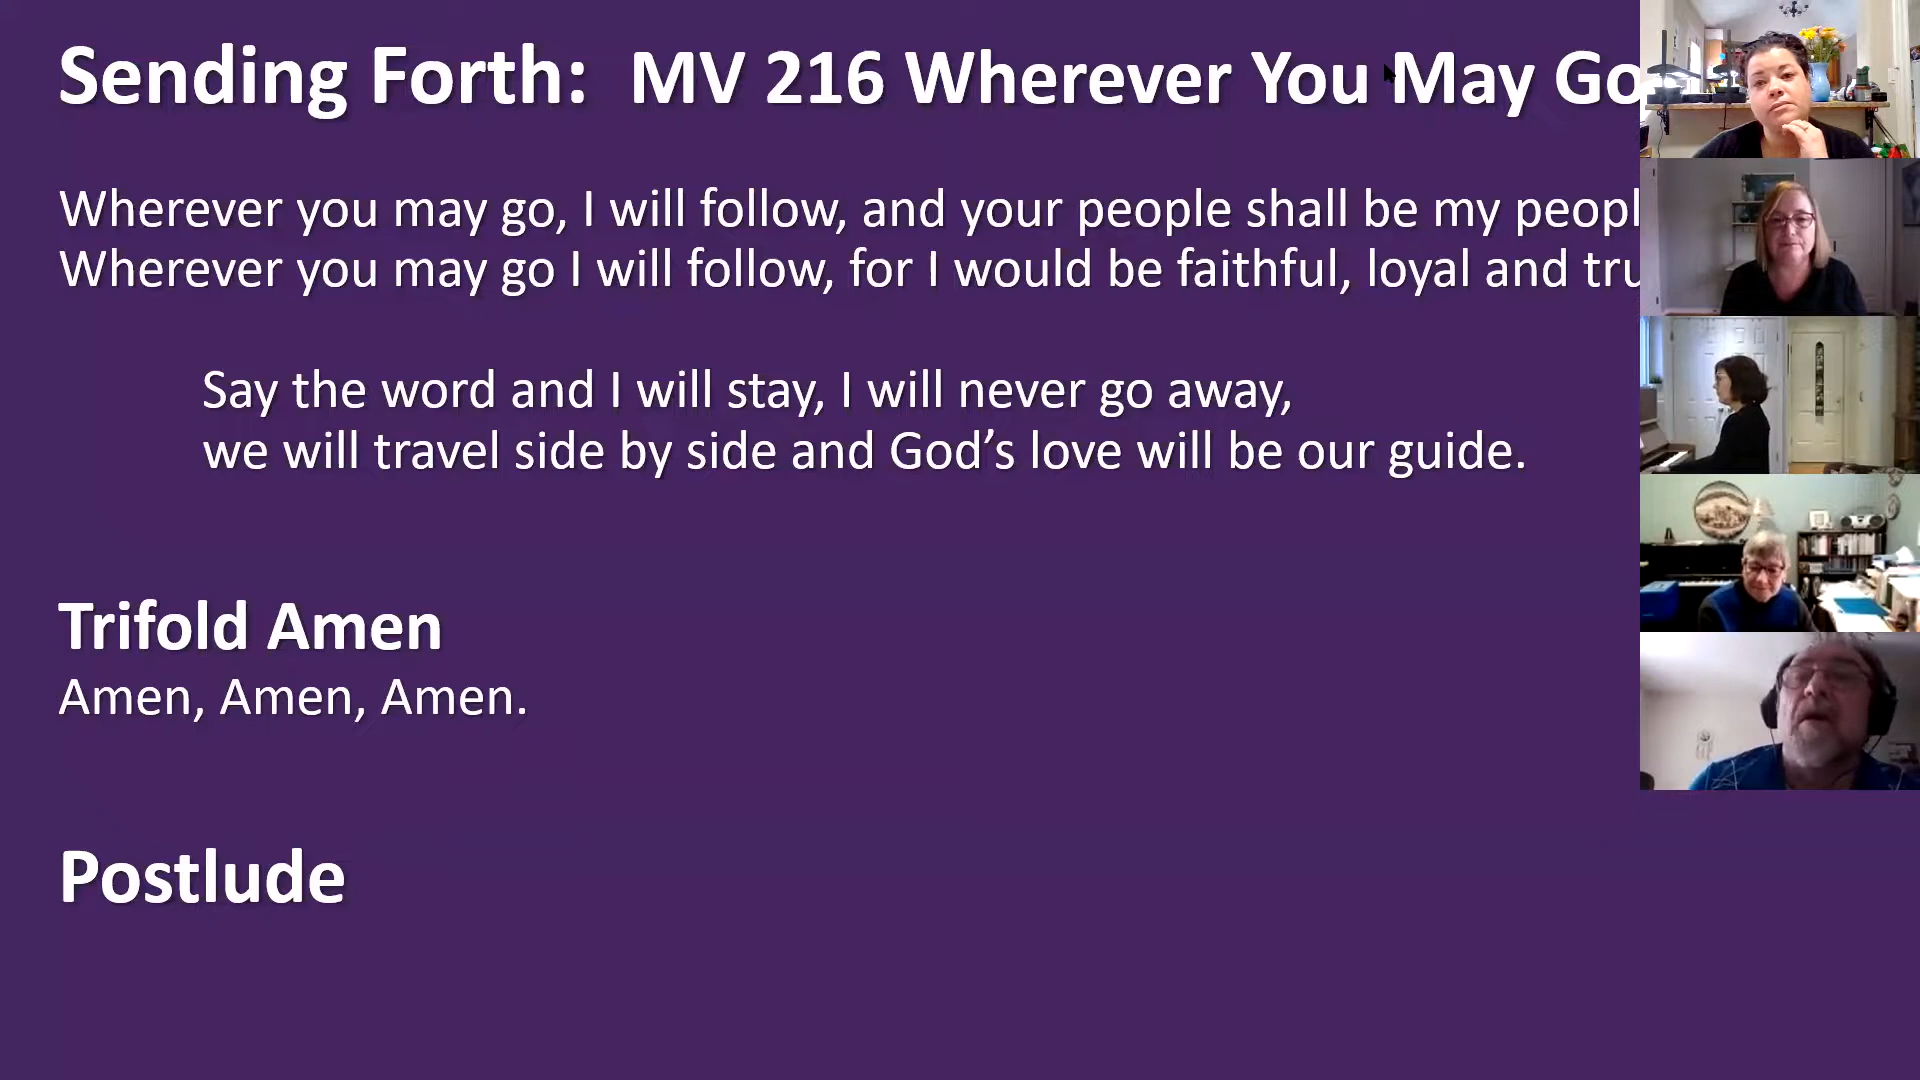 Sending Forth: MV 216 Wherever You May Go
Wherever you may go, I will follow, and your people shall be my peopl
Wherever you may go I will follow, for I would be faithful, loyal and tru
Say the word and I will stay, I will never go away,
we will travel side by side and God’s love will be our guide.
Trifold Amen
Amen, Amen, Amen.
Postlude